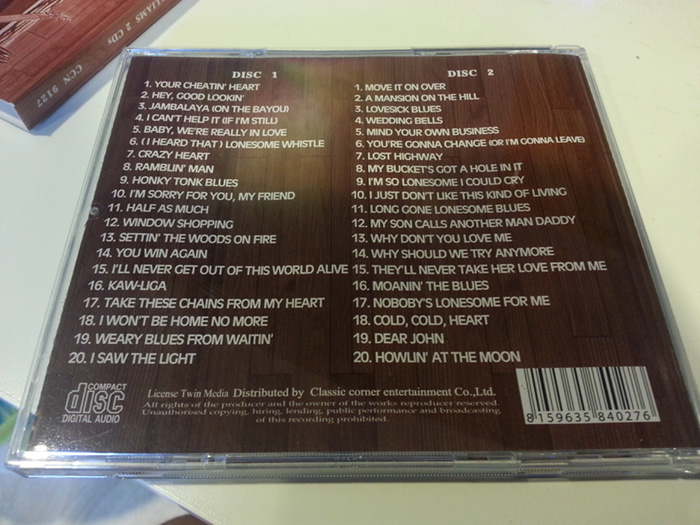 LLIAMS 2 CDs
CCN 9127
DISC 1
1. YOUR CHEATIN' HEART
2. HEY, GOOD LOOKIN'
3. JAMBALAYA (ON THE BAYOU)
4. I CAN'T HELP IT (IF I'M STILL)
5. BABY, WE'RE REALLY IN LOVE
6. ( I HEARD THAT ) LONESOME WHISTLE
7. CRAZY HEART
8. RAMBLIN' MAN
9. HONKY TONK BLUES
10. I'M SORRY FOR YOU, MY FRIEND
11. HALF AS MUCH
12. WINDOW SHOPPING
13. SETTIN' THE WOODS ON FIRE
14. YOU WIN AGAIN
15. I'LL NEVER GET OUT OF THIS WORLD ALIVE
16. KAW-LIGA
17. TAKE THESE CHAINS FROM MY HEART
18. I WON'T BE HOME NO MORE
19. WEARY BLUES FROM WAITIN'
20. I SAW THE LIGHT
DISC 2
1. MOVE IT ON OVER
2. A MANSION ON THE HILL
3. LOVESICK BLUES
4. WEDDING BELLS
5. MIND YOUR OWN BUSINESS
6. YOU'RE GONNA CHANGE (OR I'M GONNA LEAVE)
7. LOST HIGHWAY
8. MY BUCKET'S GOT A HOLE IN IT
9. I'M SO LONESOME I COULD CRY
10. I JUST DON'T LIKE THIS KIND OF LIVING
11. LONG GONE LONESOME BLUES
12. MY SON CALLS ANOTHER MAN DADDY
13. WHY DON'T YOU LOVE ME
14. WHY SHOULD WE TRY ANYMORE
15. THEY'LL NEVER TAKE HER LOVE FROM ME
16. MOANIN' THE BLUES
17. NOBOBY'S LONESOME FOR ME
18. COLD, COLD, HEART
19. DEAR JOHN
20. HOWLIN' AT THE MOON
COMPACT
disc
DIGITAL AUDIO
License Twin Media Distributed by Classic corner entertainment Co.,Ltd.
All rights of the producer and the owner of the works reproducer reserved.
Unauthorised copying, hiring, lending, public performance and broadcasting
of this recording prohibited.
8 159635 840276